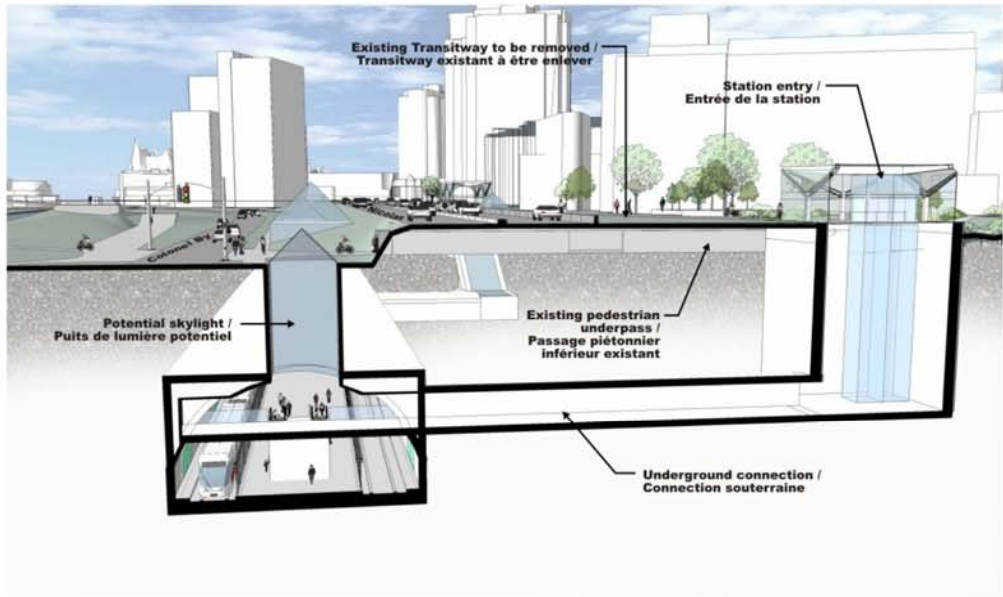 Existing Transitway to be removed /
Transitway existant à être enlever
Station entry /
Entrée de la station
Nicolas
Colonel By
Potential skylight /
Puits de lumière potentiel
Existing pedestrian
underpass /
Passage piétonnier
inférieur existant
Underground connection /
Connection souterraine